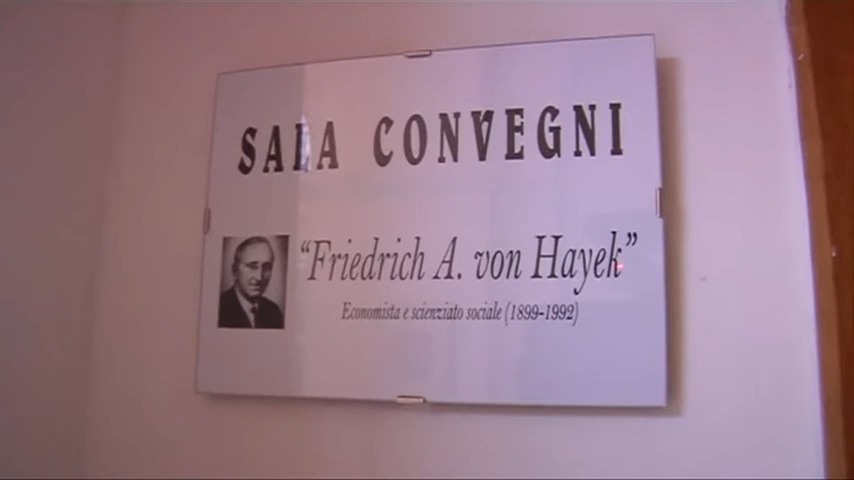 SALA CONVEGNI
“Friedrich A. von Hayek”
Economista e scienziato sociale (1899-1992)